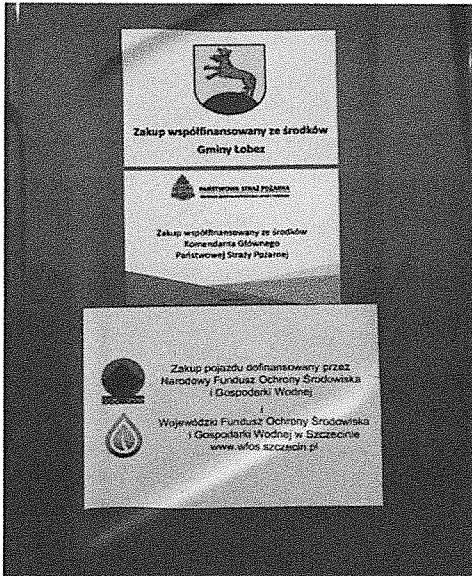 Zakup współfinansowany ze środków
Gminy Łobez
PAŃSTWOWA STRAŻ POŻARNA
Zakup współfinansowany ze środków
Komendanta Głównego
Państwowej Straży Pożarnej
Zakup pojazdu dofinansowany przez
Narodowy Fundusz Ochrony Środowiska
i Gospodarki Wodnej
i
Wojewódzki Fundusz Ochrony Środowiska
i Gospodarki Wodnej w Szczecinie
www.wfos.szczecin.pl